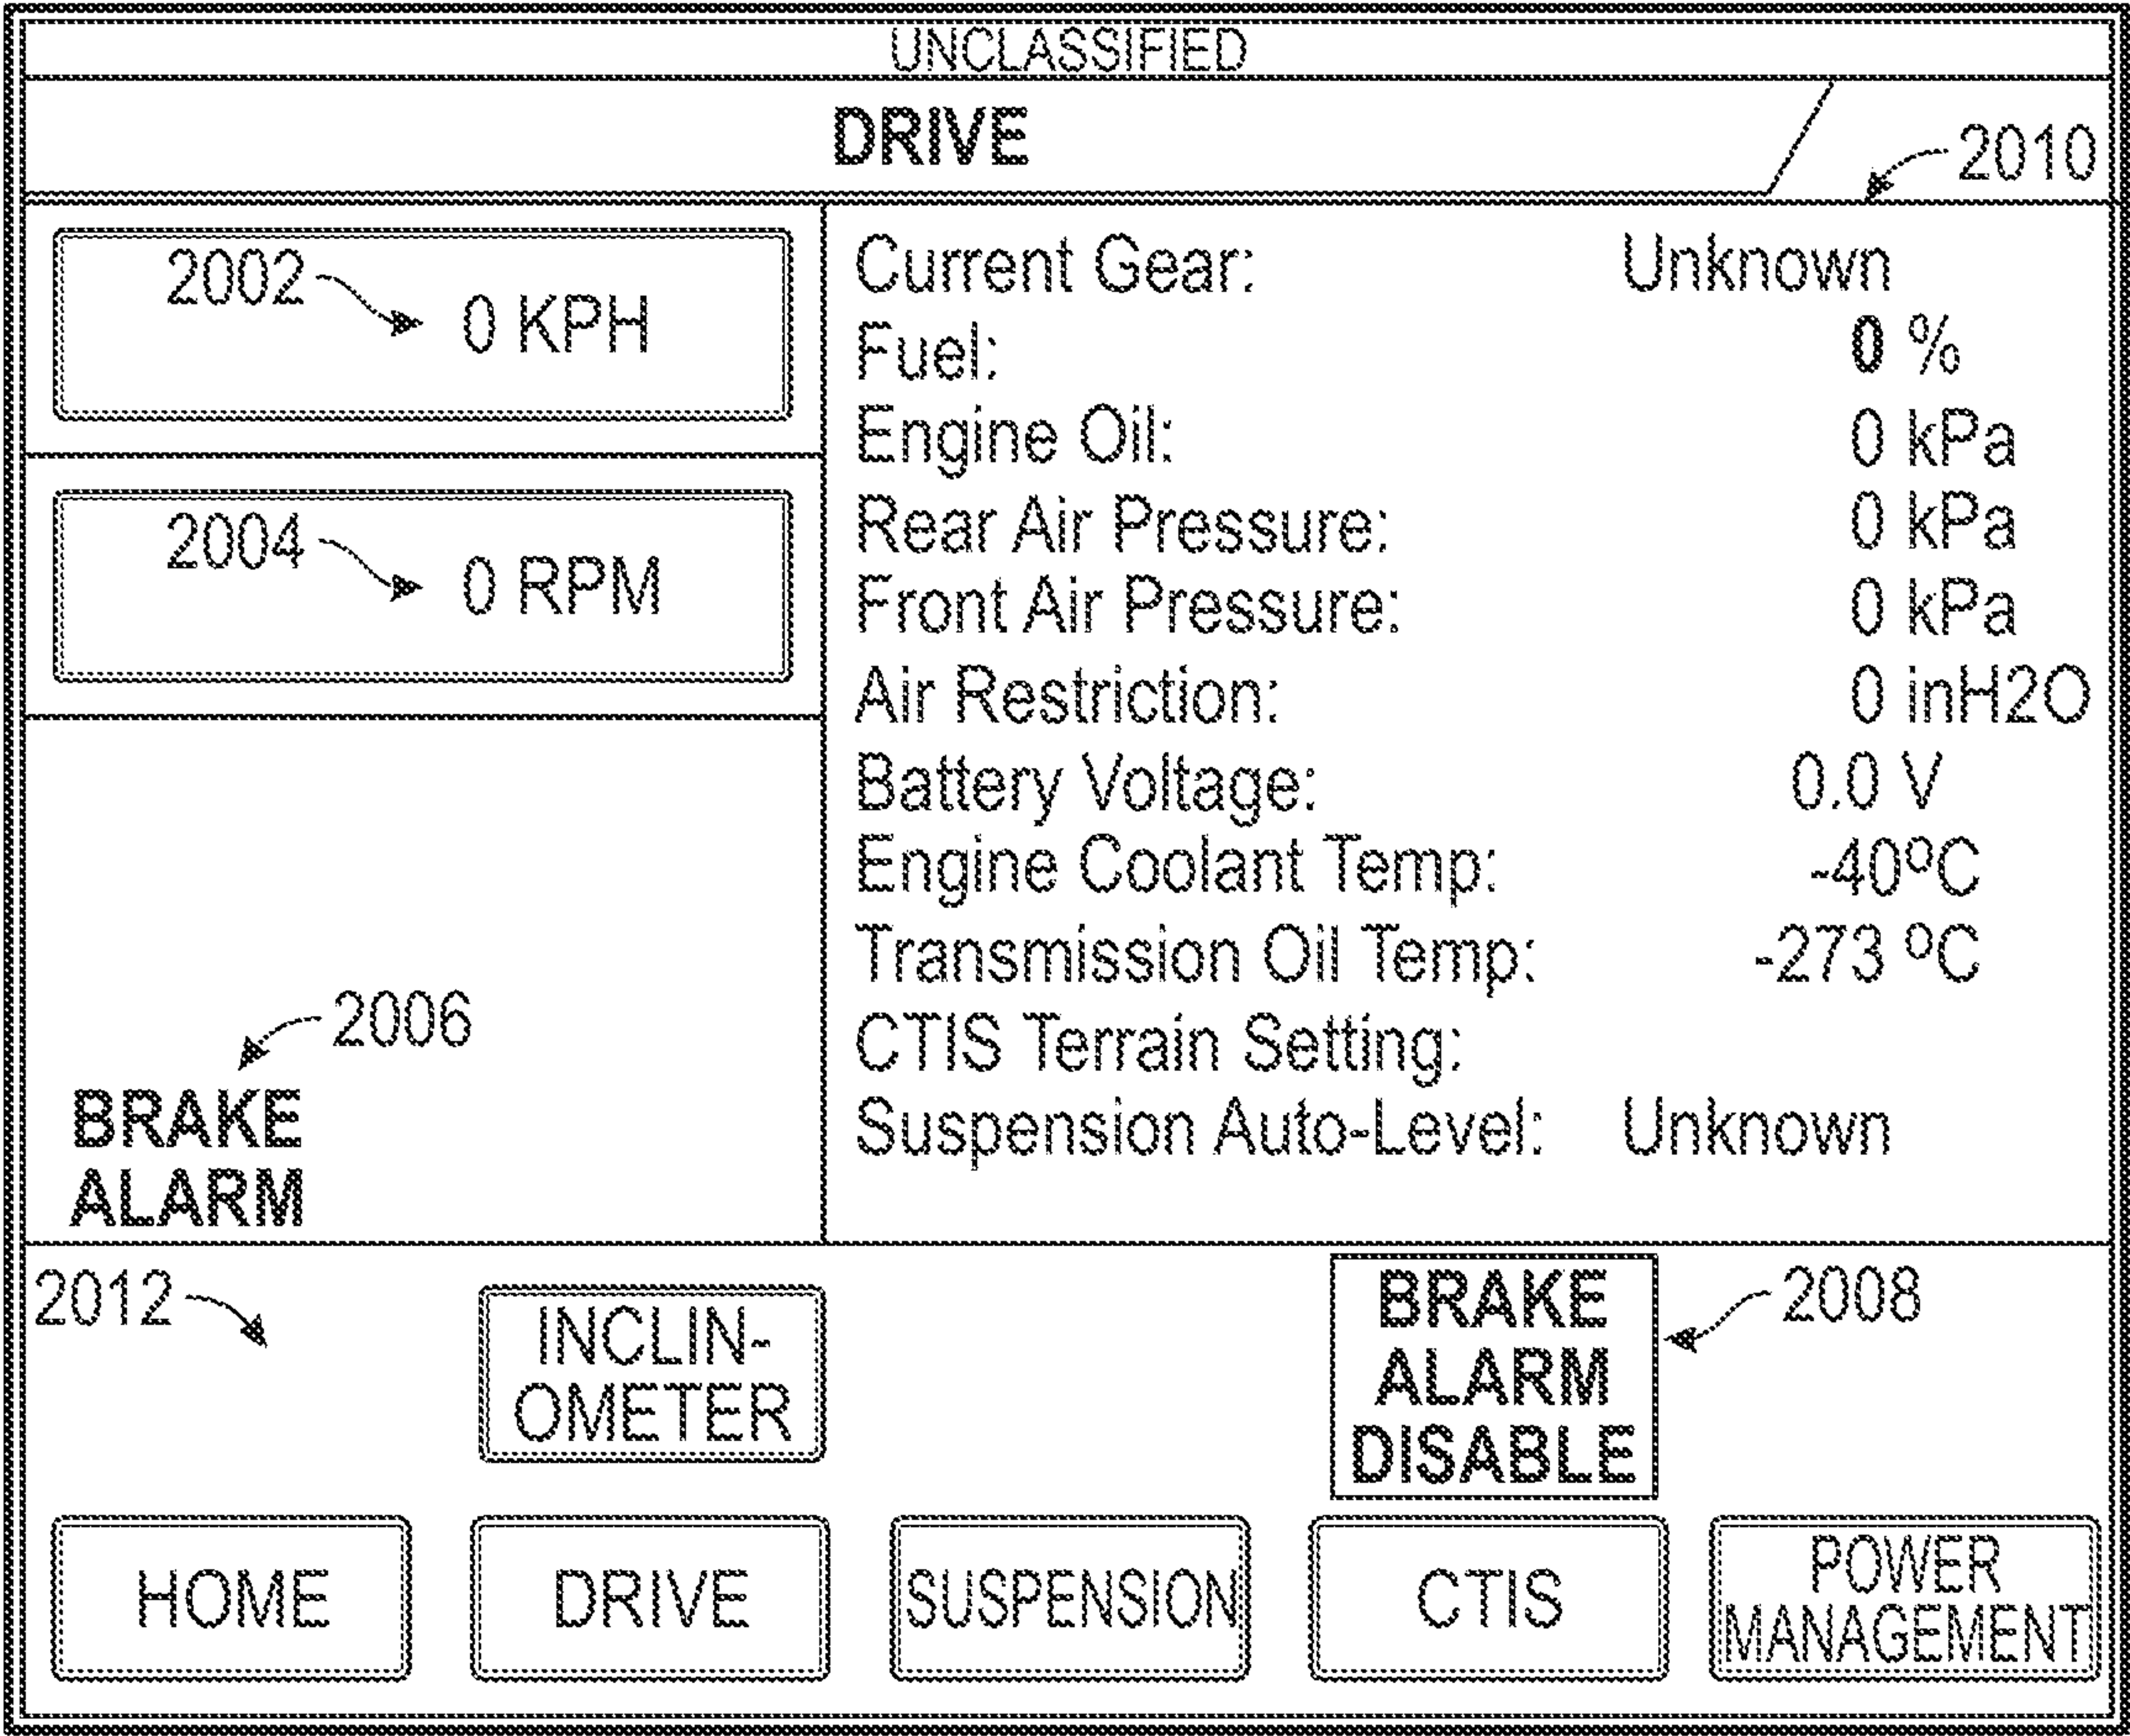 UNCLASSIFIED
DRIVE
2010
2002
0 KPH
2004
0 RPM
2006
BRAKE
ALARM
Current Gear: Unknown
Fuel: 0 %
Engine Oil: 0 kPa
Rear Air Pressure: 0 kPa
Front Air Pressure: 0 kPa
Air Restriction: 0 inH2O
Battery Voltage: 0.0 V
Engine Coolant Temp: -40°C
Transmission Oil Temp: -273 °C
CTIS Terrain Setting:
Suspension Auto-Level: Unknown
2012
INCLIN-
OMETER
BRAKE
ALARM
DISABLE
2008
HOME
DRIVE
SUSPENSION
CTIS
POWER
MANAGEMENT